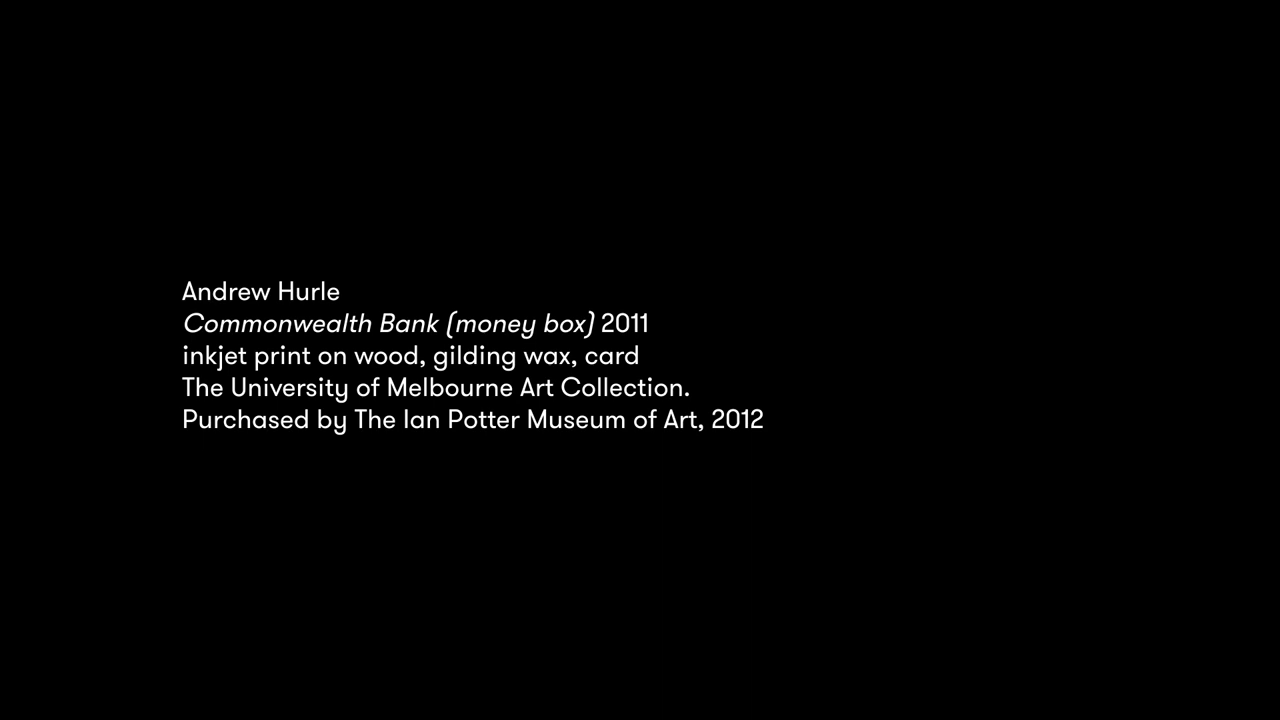 Andrew Hurle
Commonwealth Bank (money box) 2011
inkjet print on wood, gilding wax, card
The University of Melbourne Art Collection.
Purchased by The Ian Potter Museum of Art, 2012